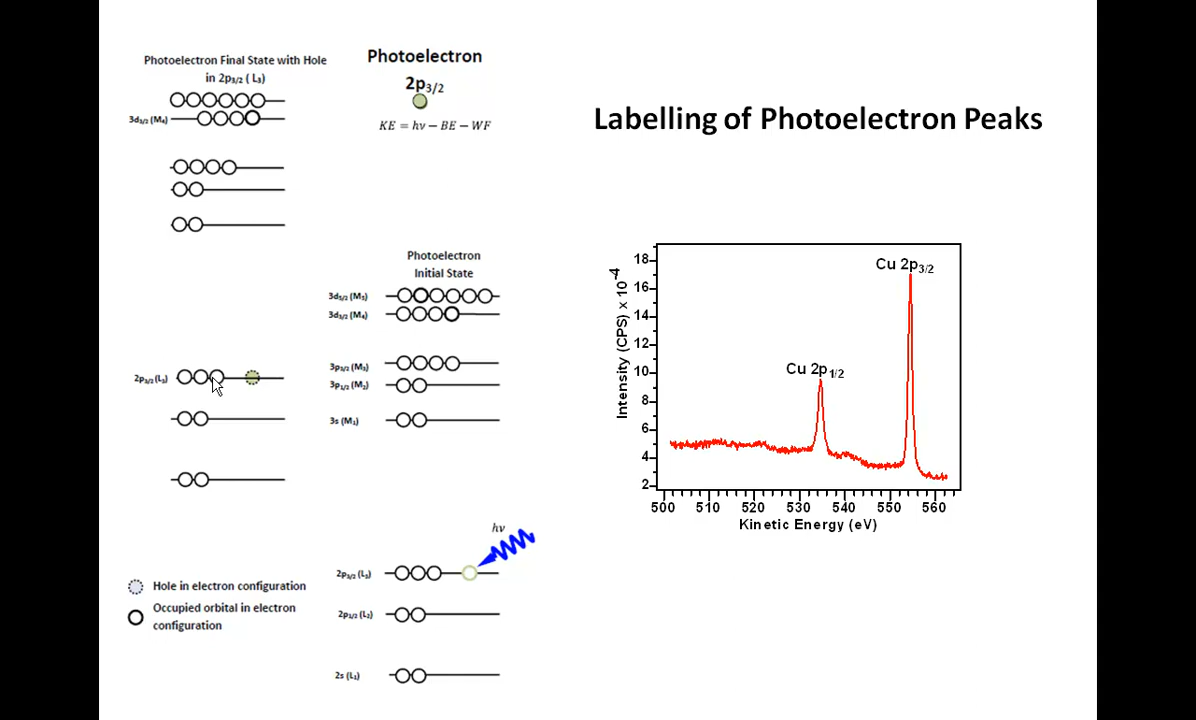 Photoelectron Final State with Hole
in 2p3/2 ( L3)
3d3/2 (M4)
Photoelectron
2p3/2
KE = hν − BE − WF
Labelling of Photoelectron Peaks
Photoelectron
Initial State
3d5/2 (M5)
3d3/2 (M4)
3p3/2 (M3)
3p1/2 (M2)
3s (M1)
2p3/2 (L3)
hν
2p3/2 (L3)
2p1/2 (L2)
2s (L1)
Hole in electron configuration
Occupied orbital in electron
configuration
Intensity (CPS) x 10-4
18
16
14
12
10
8
6
4
2
Cu 2p3/2
Cu 2p1/2
500 510 520 530 540 550 560
Kinetic Energy (eV)